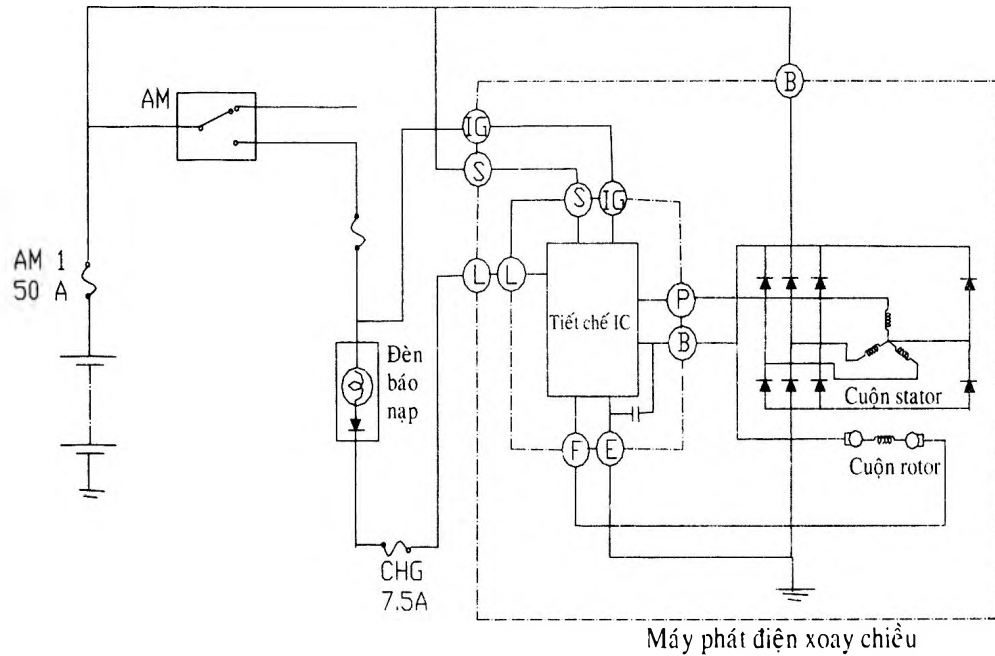 B
AM
IG
S
S
IG
AM 1
50 A
L
L
P
Tiết chế IC
B
Đèn
báo
nạp
Cuộn stator
F
E
Cuộn rotor
CHG
7.5A
Máy phát điện xoay chiều